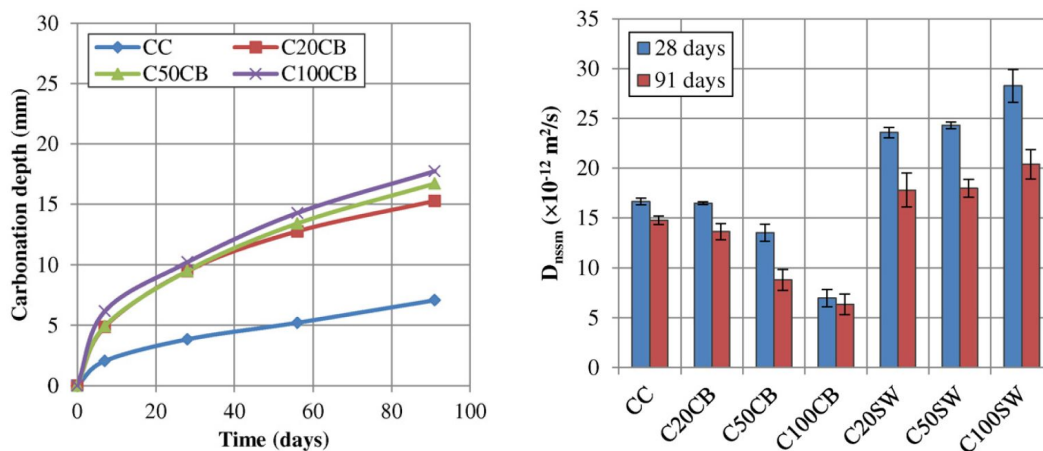 30
25
20
15
10
5
0
Carbonation depth (mm)
CC
C20CB
C50CB
C100CB
0 20 40 60 80 100
Time (days)
35
30
25
20
15
10
5
0
Dnssm (×10⁻¹² m²/s)
28 days
91 days
CC
C20CB
C50CB
C100CB
C20SW
C50SW
C100SW